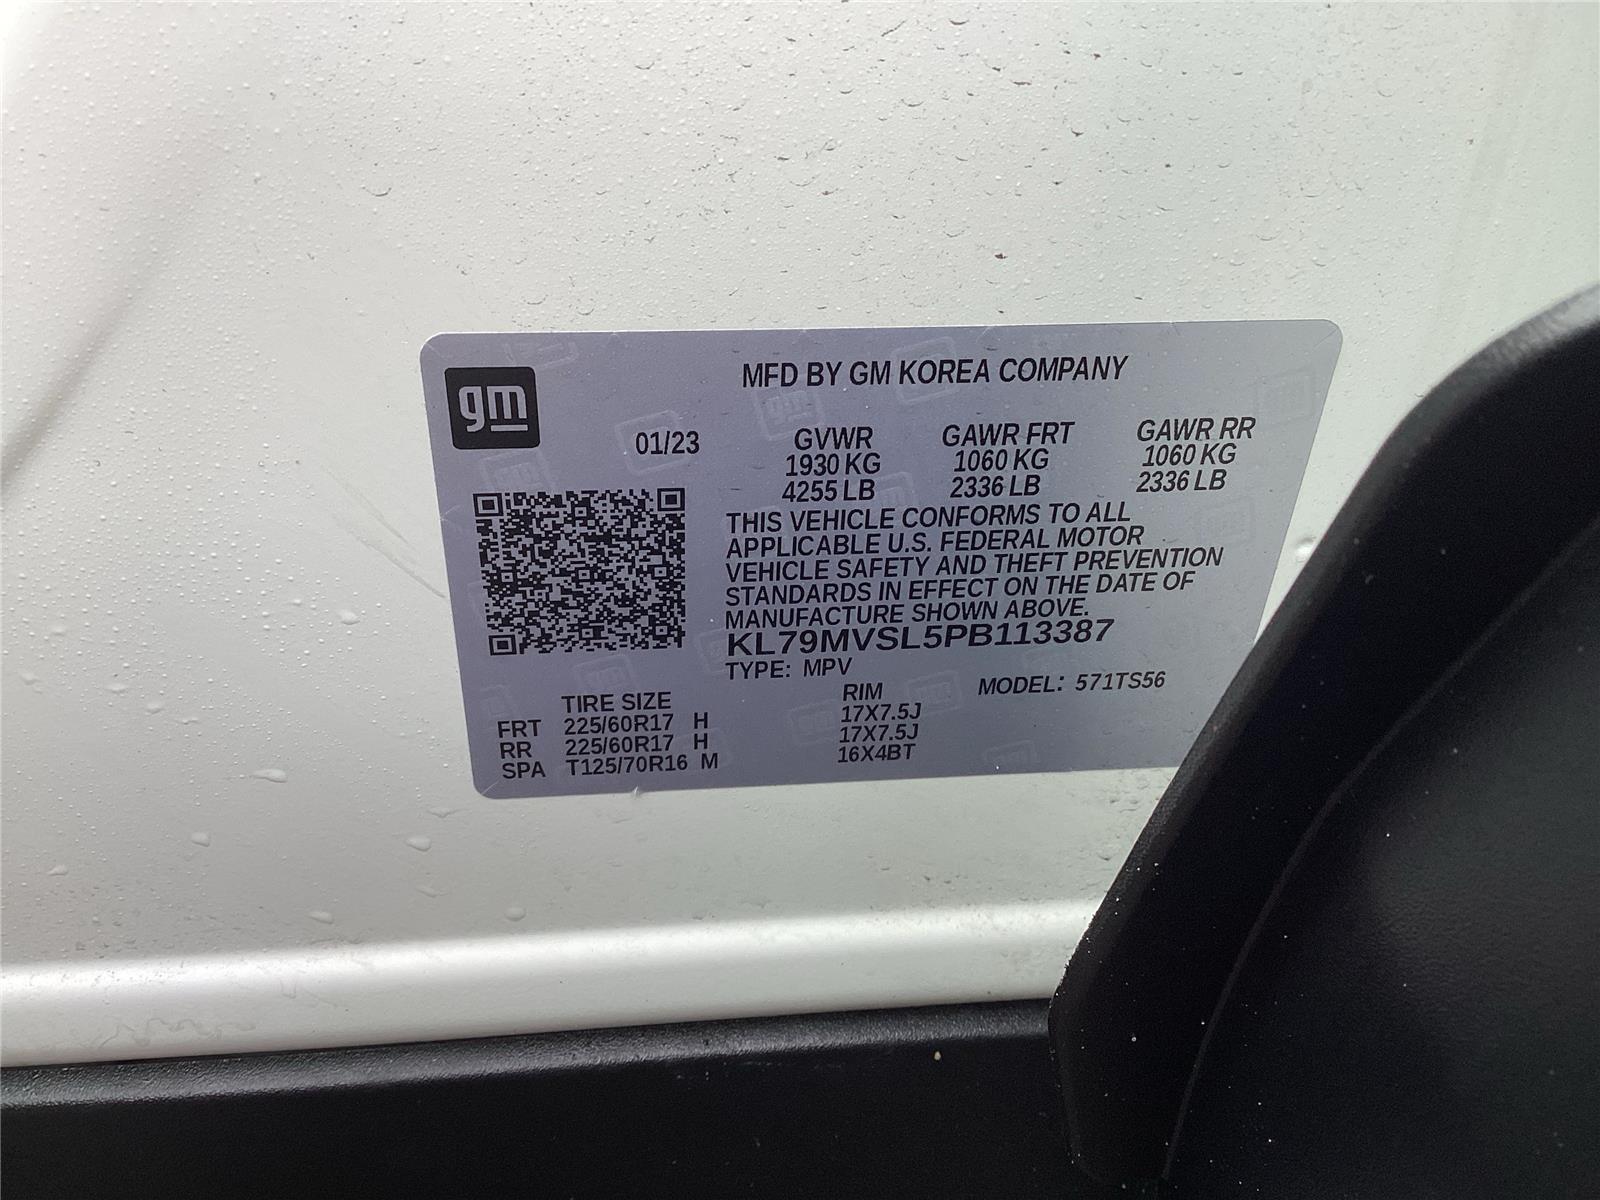 gm
MFD BY GM KOREA COMPANY
01/23 GVWR GAWR FRT GAWR RR
1930 KG 1060 KG 1060 KG
4255 LB 2336 LB 2336 LB
THIS VEHICLE CONFORMS TO ALL
APPLICABLE U.S. FEDERAL MOTOR
VEHICLE SAFETY AND THEFT PREVENTION
STANDARDS IN EFFECT ON THE DATE OF
MANUFACTURE SHOWN ABOVE.
KL79MVSL5PB113387
TYPE: MPV MODEL: 571TS56
TIRE SIZE RIM
FRT 225/60R17 H 17X7.5J
RR 225/60R17 H 17X7.5J
SPA T125/70R16 M 16X4BT